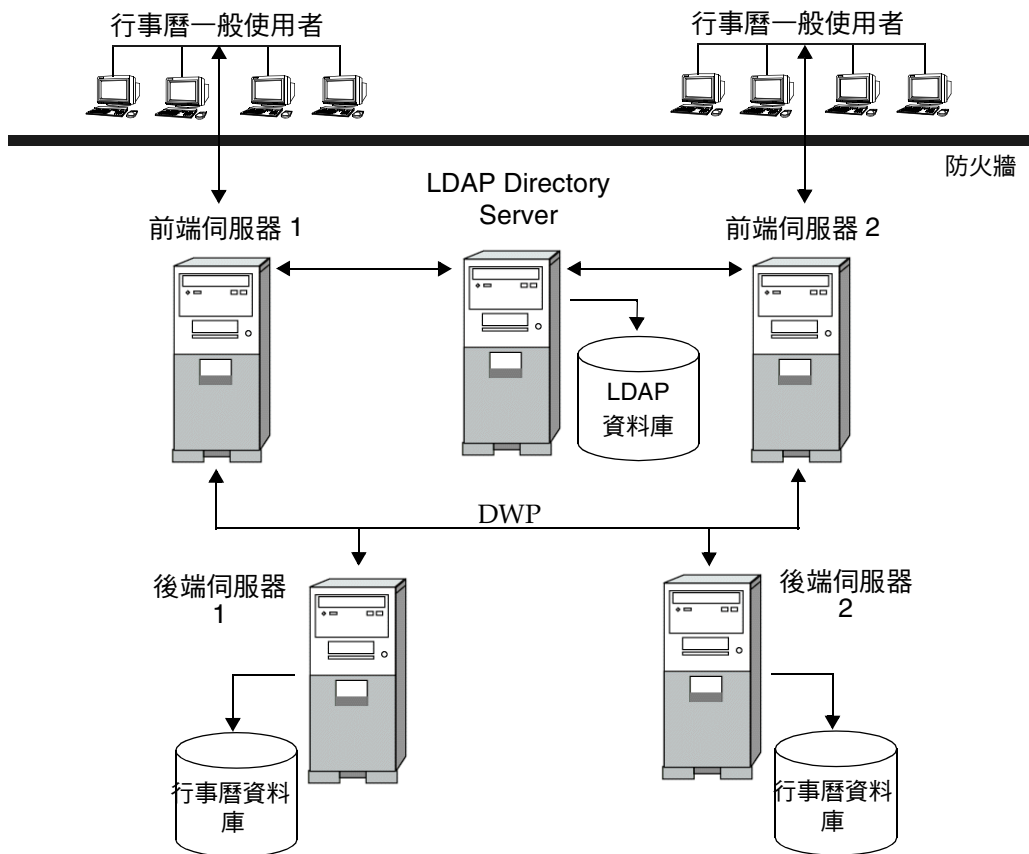 行事曆一般使用者
行事曆一般使用者
防火牆
LDAP Directory
Server
前端伺服器 1
前端伺服器 2
LDAP
資料庫
DWP
後端伺服器
1
後端伺服器
2
行事曆資料
庫
行事曆資料
庫